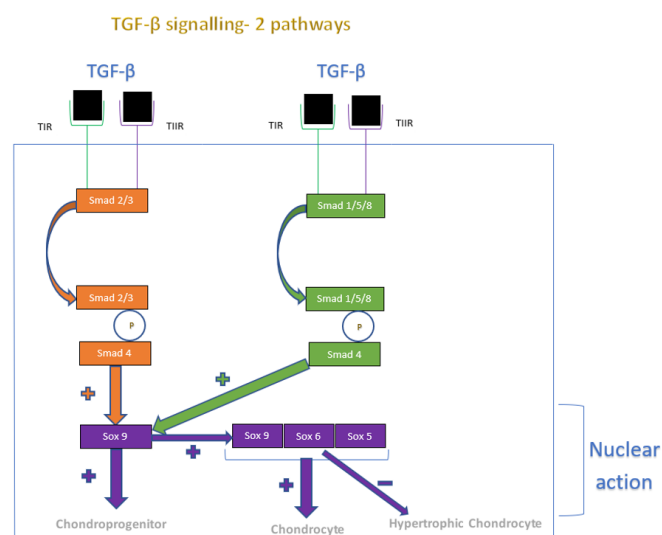 TGF-β signalling- 2 pathways
TGF-β
TGF-β
TIR
TIIR
TIR
TIIR
Smad 2/3
Smad 1/5/8
Smad 2/3
Smad 1/5/8
P
P
Smad 4
Smad 4
+
+
Sox 9
Sox 9
Sox 6
Sox 5
+
+
+
–
Nuclear
action
Chondroprogenitor
Chondrocyte
Hypertrophic Chondrocyte